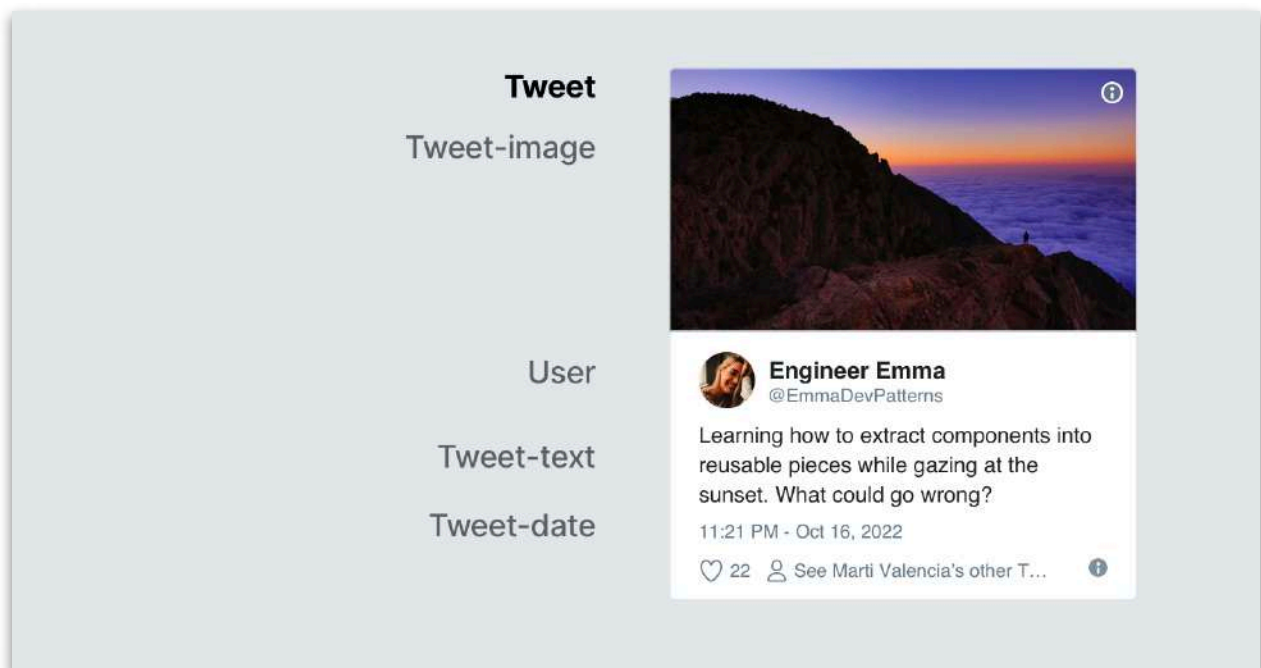 Tweet
Tweet-image
User
Engineer Emma
@EmmaDevPatterns
Tweet-text
Learning how to extract components into
reusable pieces while gazing at the
sunset. What could go wrong?
Tweet-date
11:21 PM - Oct 16, 2022
22 See Marti Valencia's other T...